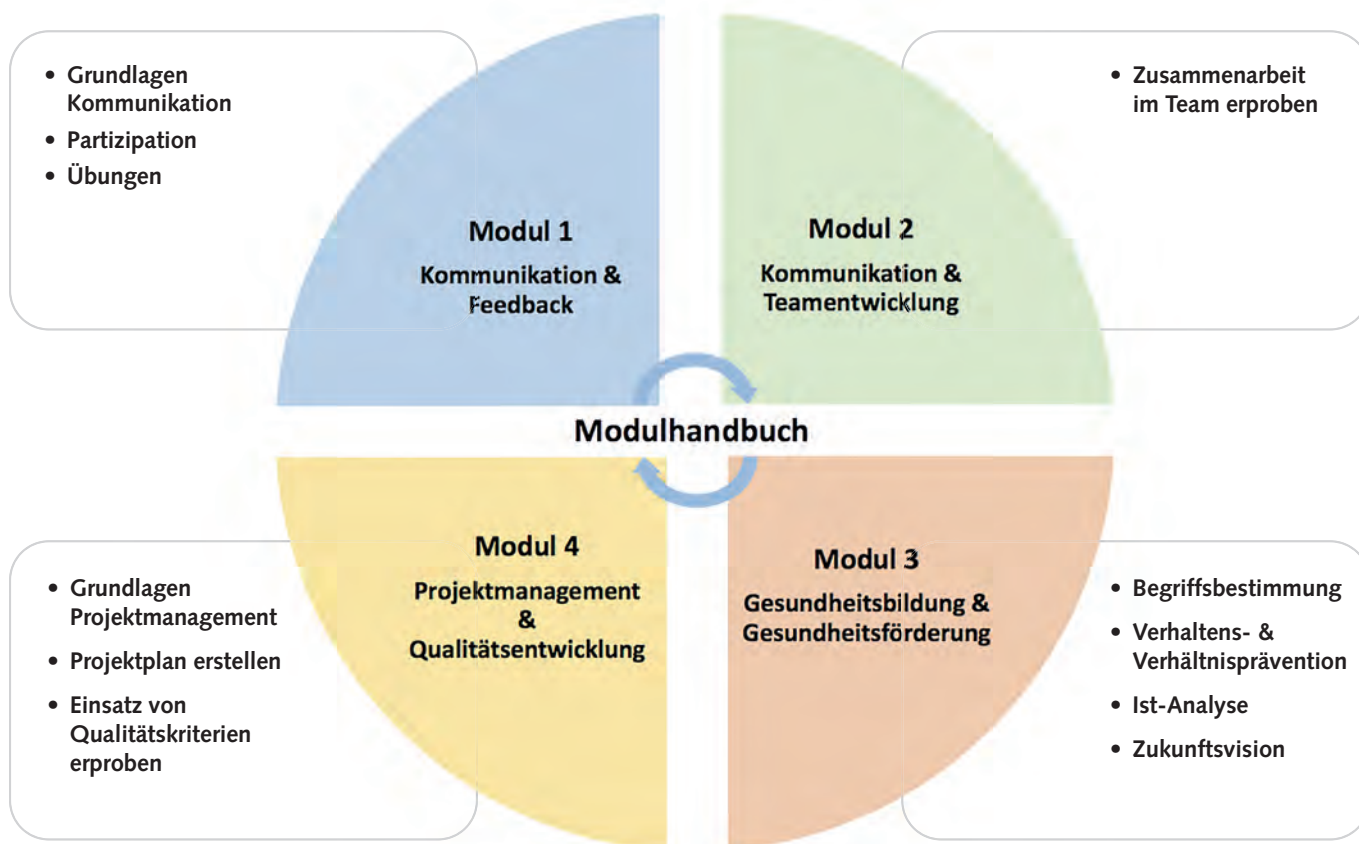 • Grundlagen
Kommunikation
• Partizipation
• Übungen
Modul 1
Kommunikation &
Feedback
• Zusammenarbeit
im Team erproben
Modul 2
Kommunikation &
Teamentwicklung
Modulhandbuch
• Grundlagen
Projektmanagement
• Projektplan erstellen
• Einsatz von
Qualitätskriterien
erproben
Modul 4
Projektmanagement
&
Qualitätsentwicklung
Modul 3
Gesundheitsbildung &
Gesundheitsförderung
• Begriffsbestimmung
• Verhaltens- &
Verhältnisprävention
• Ist-Analyse
• Zukunftsvision